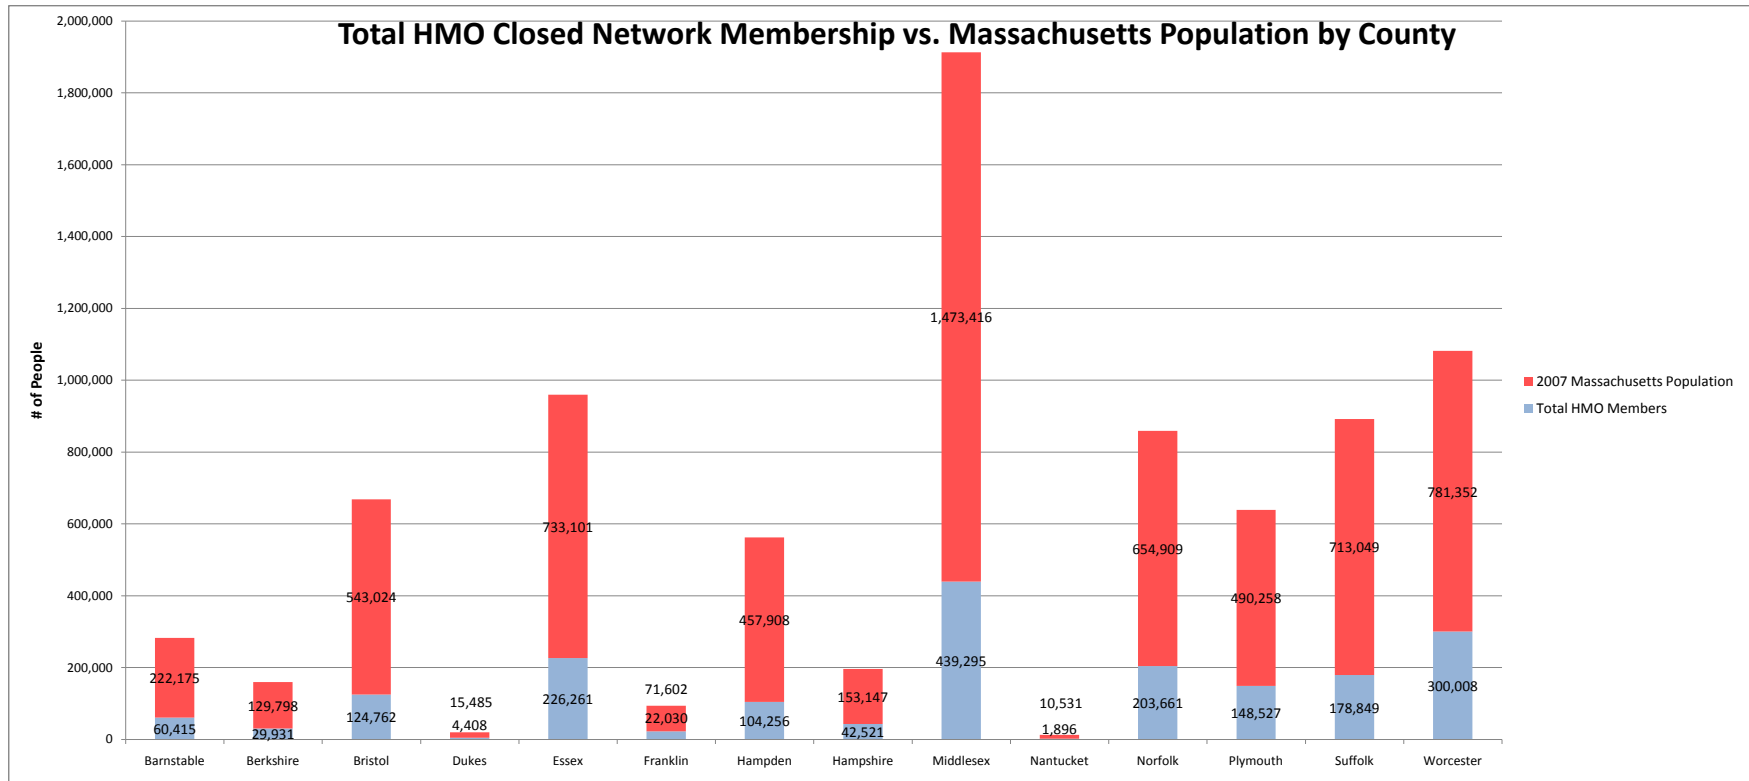 Total HMO Closed Network Membership vs. Massachusetts Population by County
2,000,000
1,800,000
1,600,000
1,400,000
1,200,000
1,000,000
800,000
600,000
400,000
200,000
0
# of People
222,175
60,415
129,798
29,931
543,024
124,762
15,485
4,408
733,101
226,261
71,602
22,030
457,908
104,256
153,147
42,521
1,473,416
439,295
10,531
1,896
654,909
203,661
490,258
148,527
713,049
178,849
781,352
300,008
Barnstable
Berkshire
Bristol
Dukes
Essex
Franklin
Hampden
Hampshire
Middlesex
Nantucket
Norfolk
Plymouth
Suffolk
Worcester
2007 Massachusetts Population
Total HMO Members